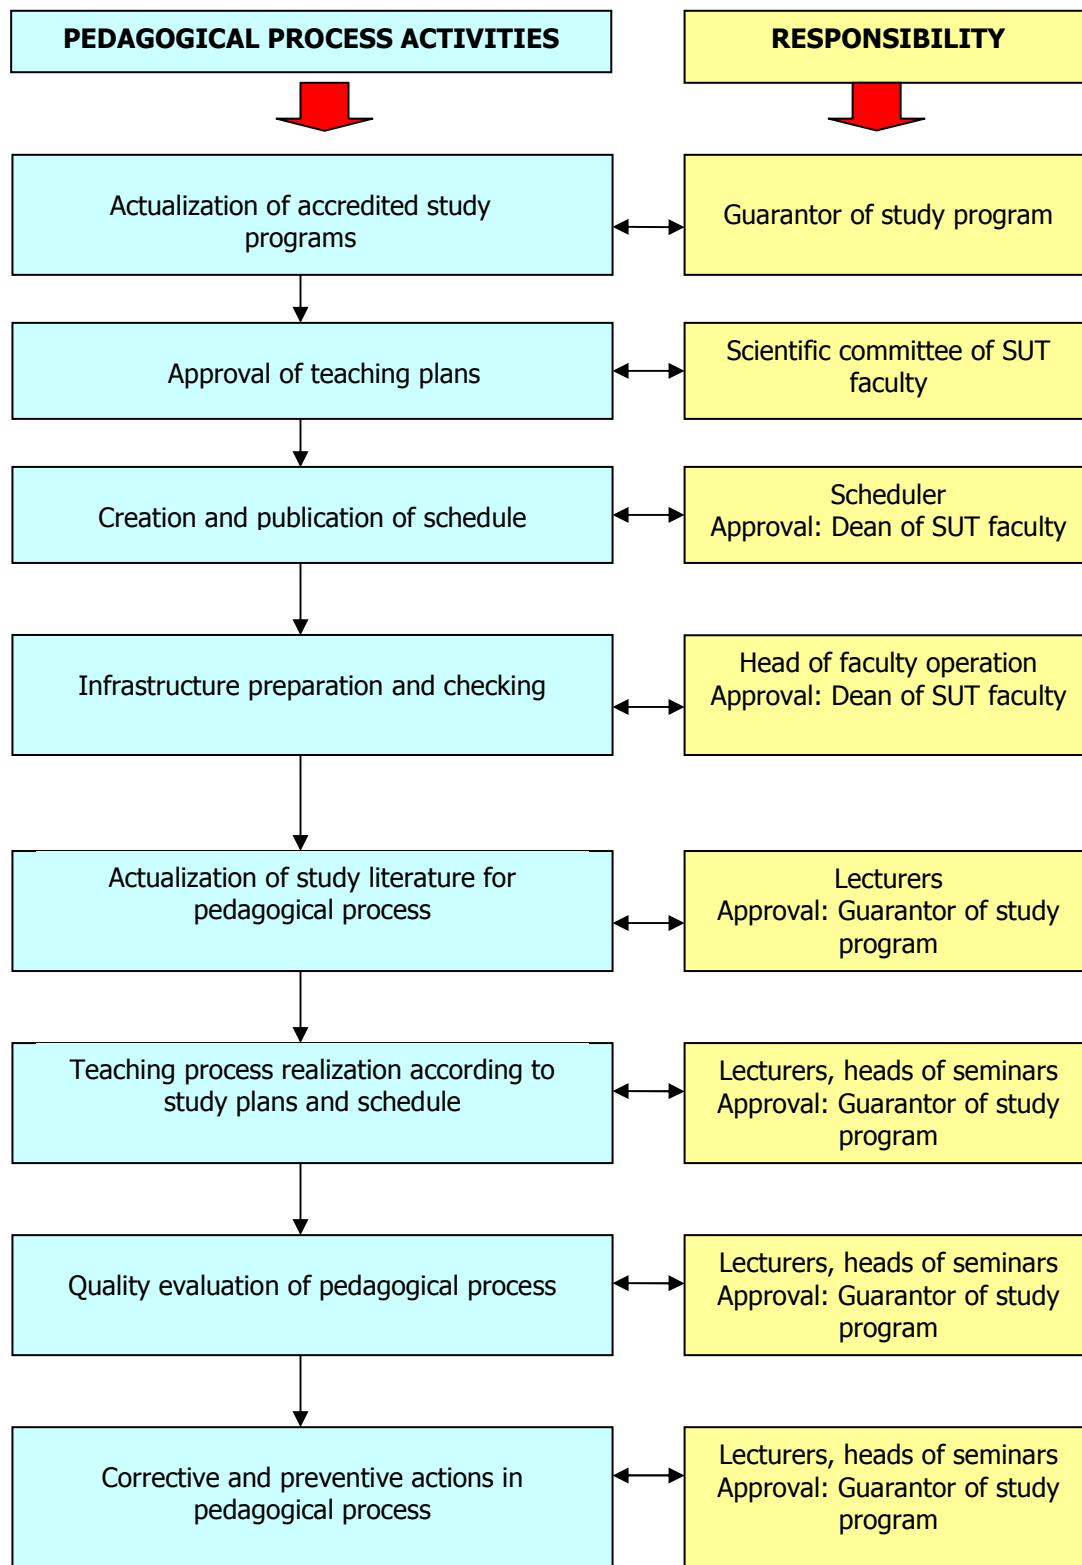 PEDAGOGICAL PROCESS ACTIVITIES
RESPONSIBILITY
Actualization of accredited study
programs
Guarantor of study program
Approval of teaching plans
Scientific committee of SUT
faculty
Creation and publication of schedule
Scheduler
Approval: Dean of SUT faculty
Infrastructure preparation and checking
Head of faculty operation
Approval: Dean of SUT faculty
Actualization of study literature for
pedagogical process
Lecturers
Approval: Guarantor of study
program
Teaching process realization according to
study plans and schedule
Lecturers, heads of seminars
Approval: Guarantor of study
program
Quality evaluation of pedagogical process
Lecturers, heads of seminars
Approval: Guarantor of study
program
Corrective and preventive actions in
pedagogical process
Lecturers, heads of seminars
Approval: Guarantor of study
program